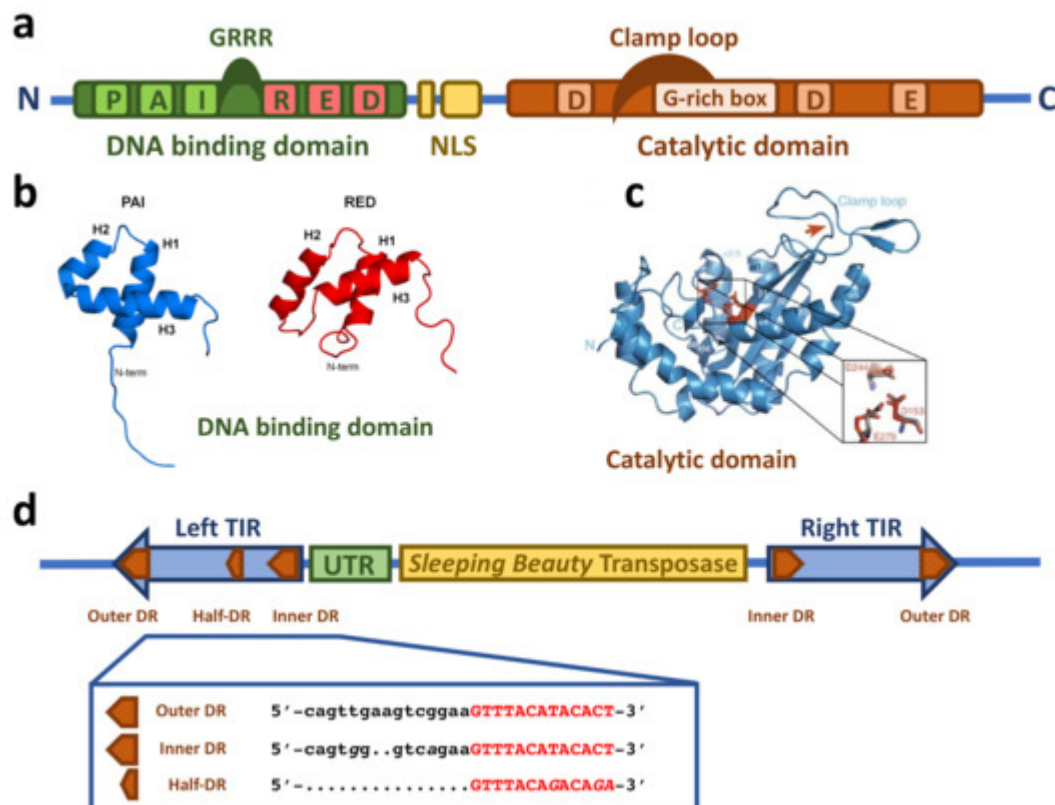 a
GRRR
Clamp loop
N P A I R E D D G-rich box D E C
DNA binding domain NLS Catalytic domain
b
PAI RED
H2 H1 H3 N-term
H2 H1 H3 N-term
DNA binding domain
c
Clamp loop
N
D153
E279
Catalytic domain
d
Left TIR Right TIR
UTR Sleeping Beauty Transposase
Outer DR Half-DR Inner DR Inner DR Outer DR
Outer DR 5'-cagttgaagtcggaaGTTTACATACACT-3'
Inner DR 5'-cagtgg..gtcagaaGTTTACATACACT-3'
Half-DR 5'-...............GTTTACAGACAGA-3'